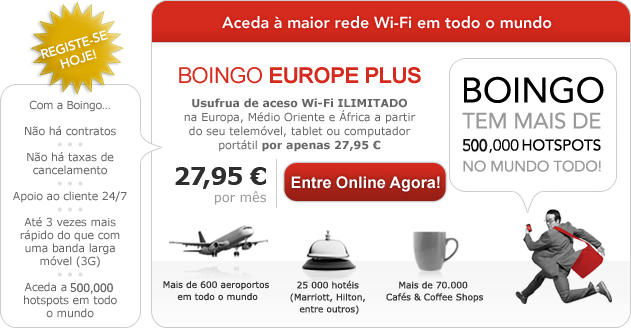 REGISTE-SE
HOJE!
Com a Boingo...
Não há contratos
Não há taxas de
cancelamento
Apoio ao cliente 24/7
Até 3 vezes mais
rápido do que com
uma banda larga
móvel (3G)
Aceda a 500,000
hotspots em todo
o mundo
Aceda à maior rede Wi-Fi em todo o mundo
BOINGO EUROPE PLUS
Usufrua de aceso Wi-Fi ILIMITADO
na Europa, Médio Oriente e África a partir
do seu telemóvel, tablet ou computador
portátil por apenas 27,95 €
27,95 €
por mês
Entre Online Agora!
BOINGO
TEM MAIS DE
500,000 HOTSPOTS
NO MUNDO TODO!
Mais de 600 aeroportos
em todo o mundo
25 000 hotéis
(Marriott, Hilton,
entre outros)
Mais de 70.000
Cafés & Coffee Shops